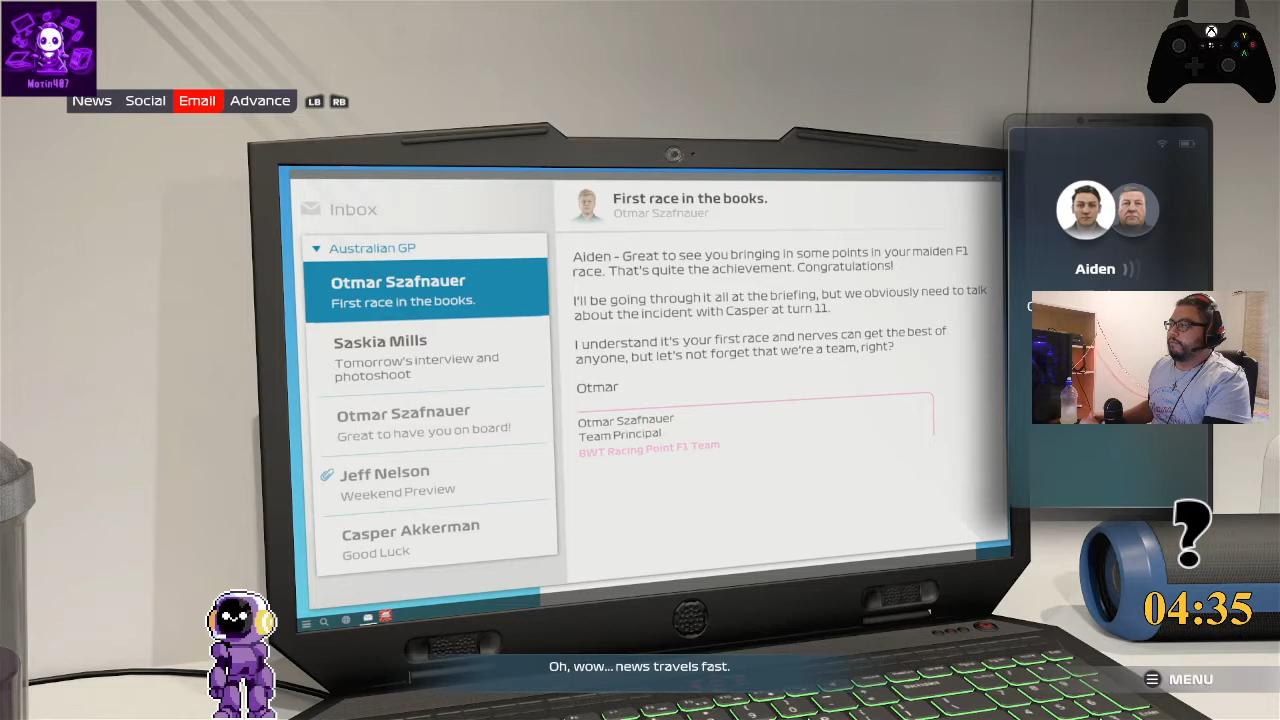 Motin487
News
Social
Email
Advance
LB
RB
Y
X
B
A
Inbox
Australian GP
Otmar Szafnauer
First race in the books.
Saskia Mills
Tomorrow's interview and
photoshoot
Otmar Szafnauer
Great to have you on board!
Jeff Nelson
Weekend Preview
Casper Akkerman
Good Luck
First race in the books.
Otmar Szafnauer
Aiden - Great to see you bringing in some points in your maiden F1
race. That's quite the achievement. Congratulations!
I'll be going through it all at the briefing, but we obviously need to talk
about the incident with Casper at turn 11.
I understand it's your first race and nerves can get the best of
anyone, but let's not forget that we're a team, right?
Otmar
Otmar Szafnauer
Team Principal
BWT Racing Point F1 Team
Aiden
?
04:35
Oh, wow... news travels fast.
MENU